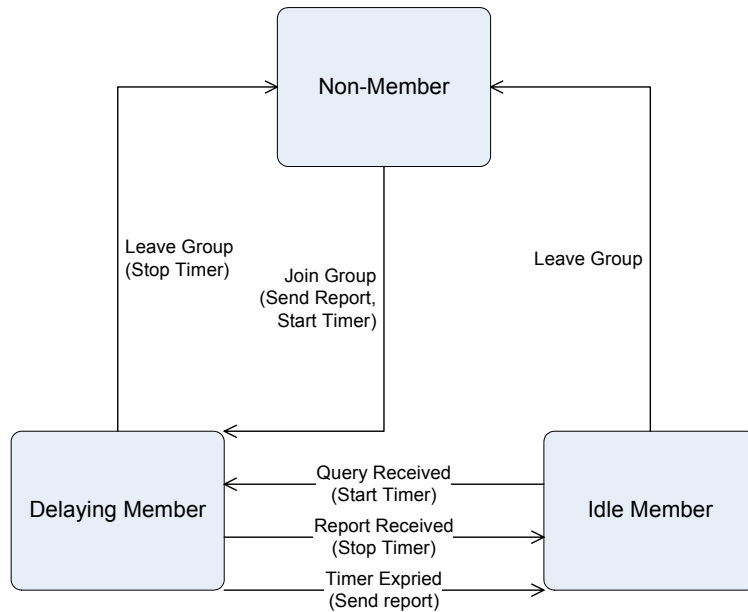 Non-Member
Leave Group
(Stop Timer)
Join Group
(Send Report,
Start Timer)
Leave Group
Delaying Member
Query Received
(Start Timer)
Report Received
(Stop Timer)
Timer Expried
(Send report)
Idle Member